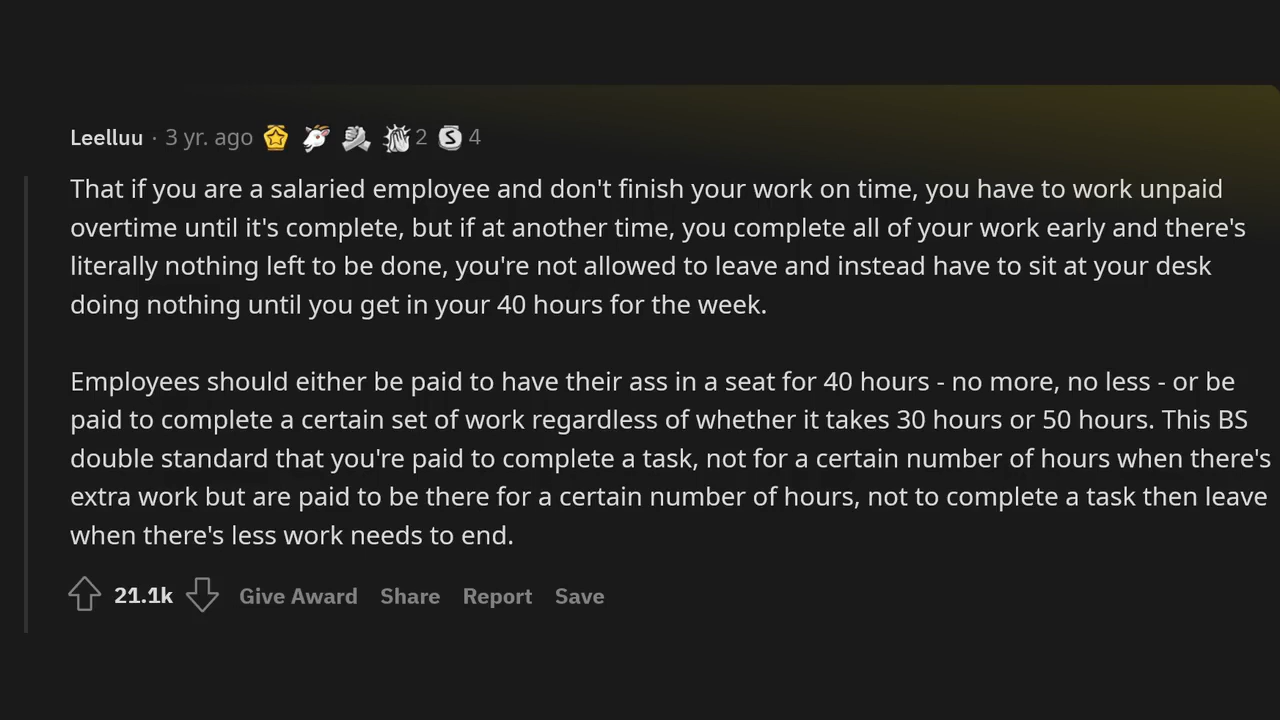 Leelluu · 3 yr. ago 2 4
That if you are a salaried employee and don't finish your work on time, you have to work unpaid
overtime until it's complete, but if at another time, you complete all of your work early and there's
literally nothing left to be done, you're not allowed to leave and instead have to sit at your desk
doing nothing until you get in your 40 hours for the week.
Employees should either be paid to have their ass in a seat for 40 hours - no more, no less - or be
paid to complete a certain set of work regardless of whether it takes 30 hours or 50 hours. This BS
double standard that you're paid to complete a task, not for a certain number of hours when there's
extra work but are paid to be there for a certain number of hours, not to complete a task then leave
when there's less work needs to end.
21.1k Give Award Share Report Save